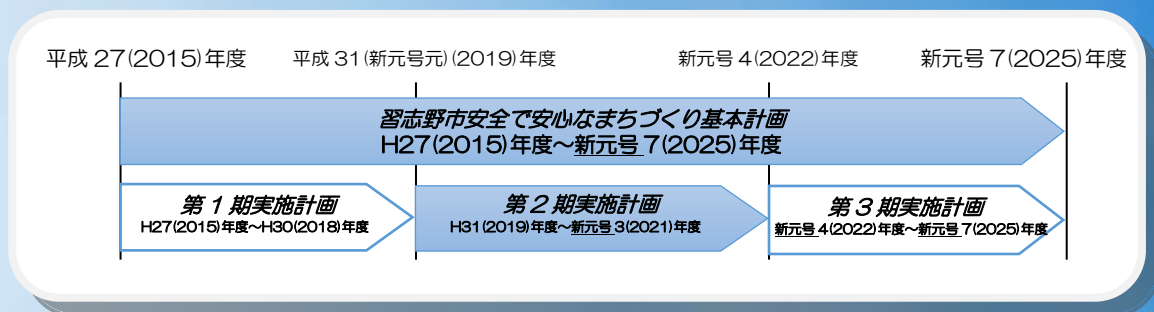 平成 27(2015)年度
平成 31(新元号元)(2019)年度
新元号 4(2022)年度
新元号 7(2025)年度
習志野市安全で安心なまちづくり基本計画
H27(2015)年度～新元号 7(2025)年度
第 1 期実施計画
H27(2015)年度～H30(2018)年度
第 2 期実施計画
H31(2019)年度～新元号 3(2021)年度
第 3 期実施計画
新元号 4(2022)年度～新元号 7(2025)年度